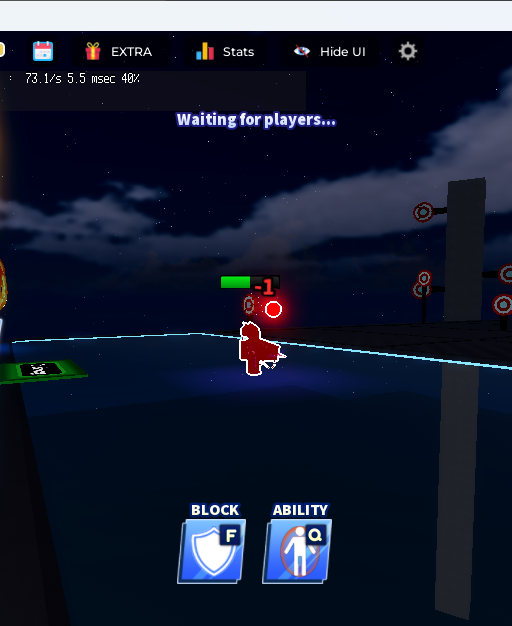 EXTRA
Stats
Hide UI
: 73.1/s 5.5 msec 40%
Waiting for players...
-1
BLOCK
ABILITY
F
Q